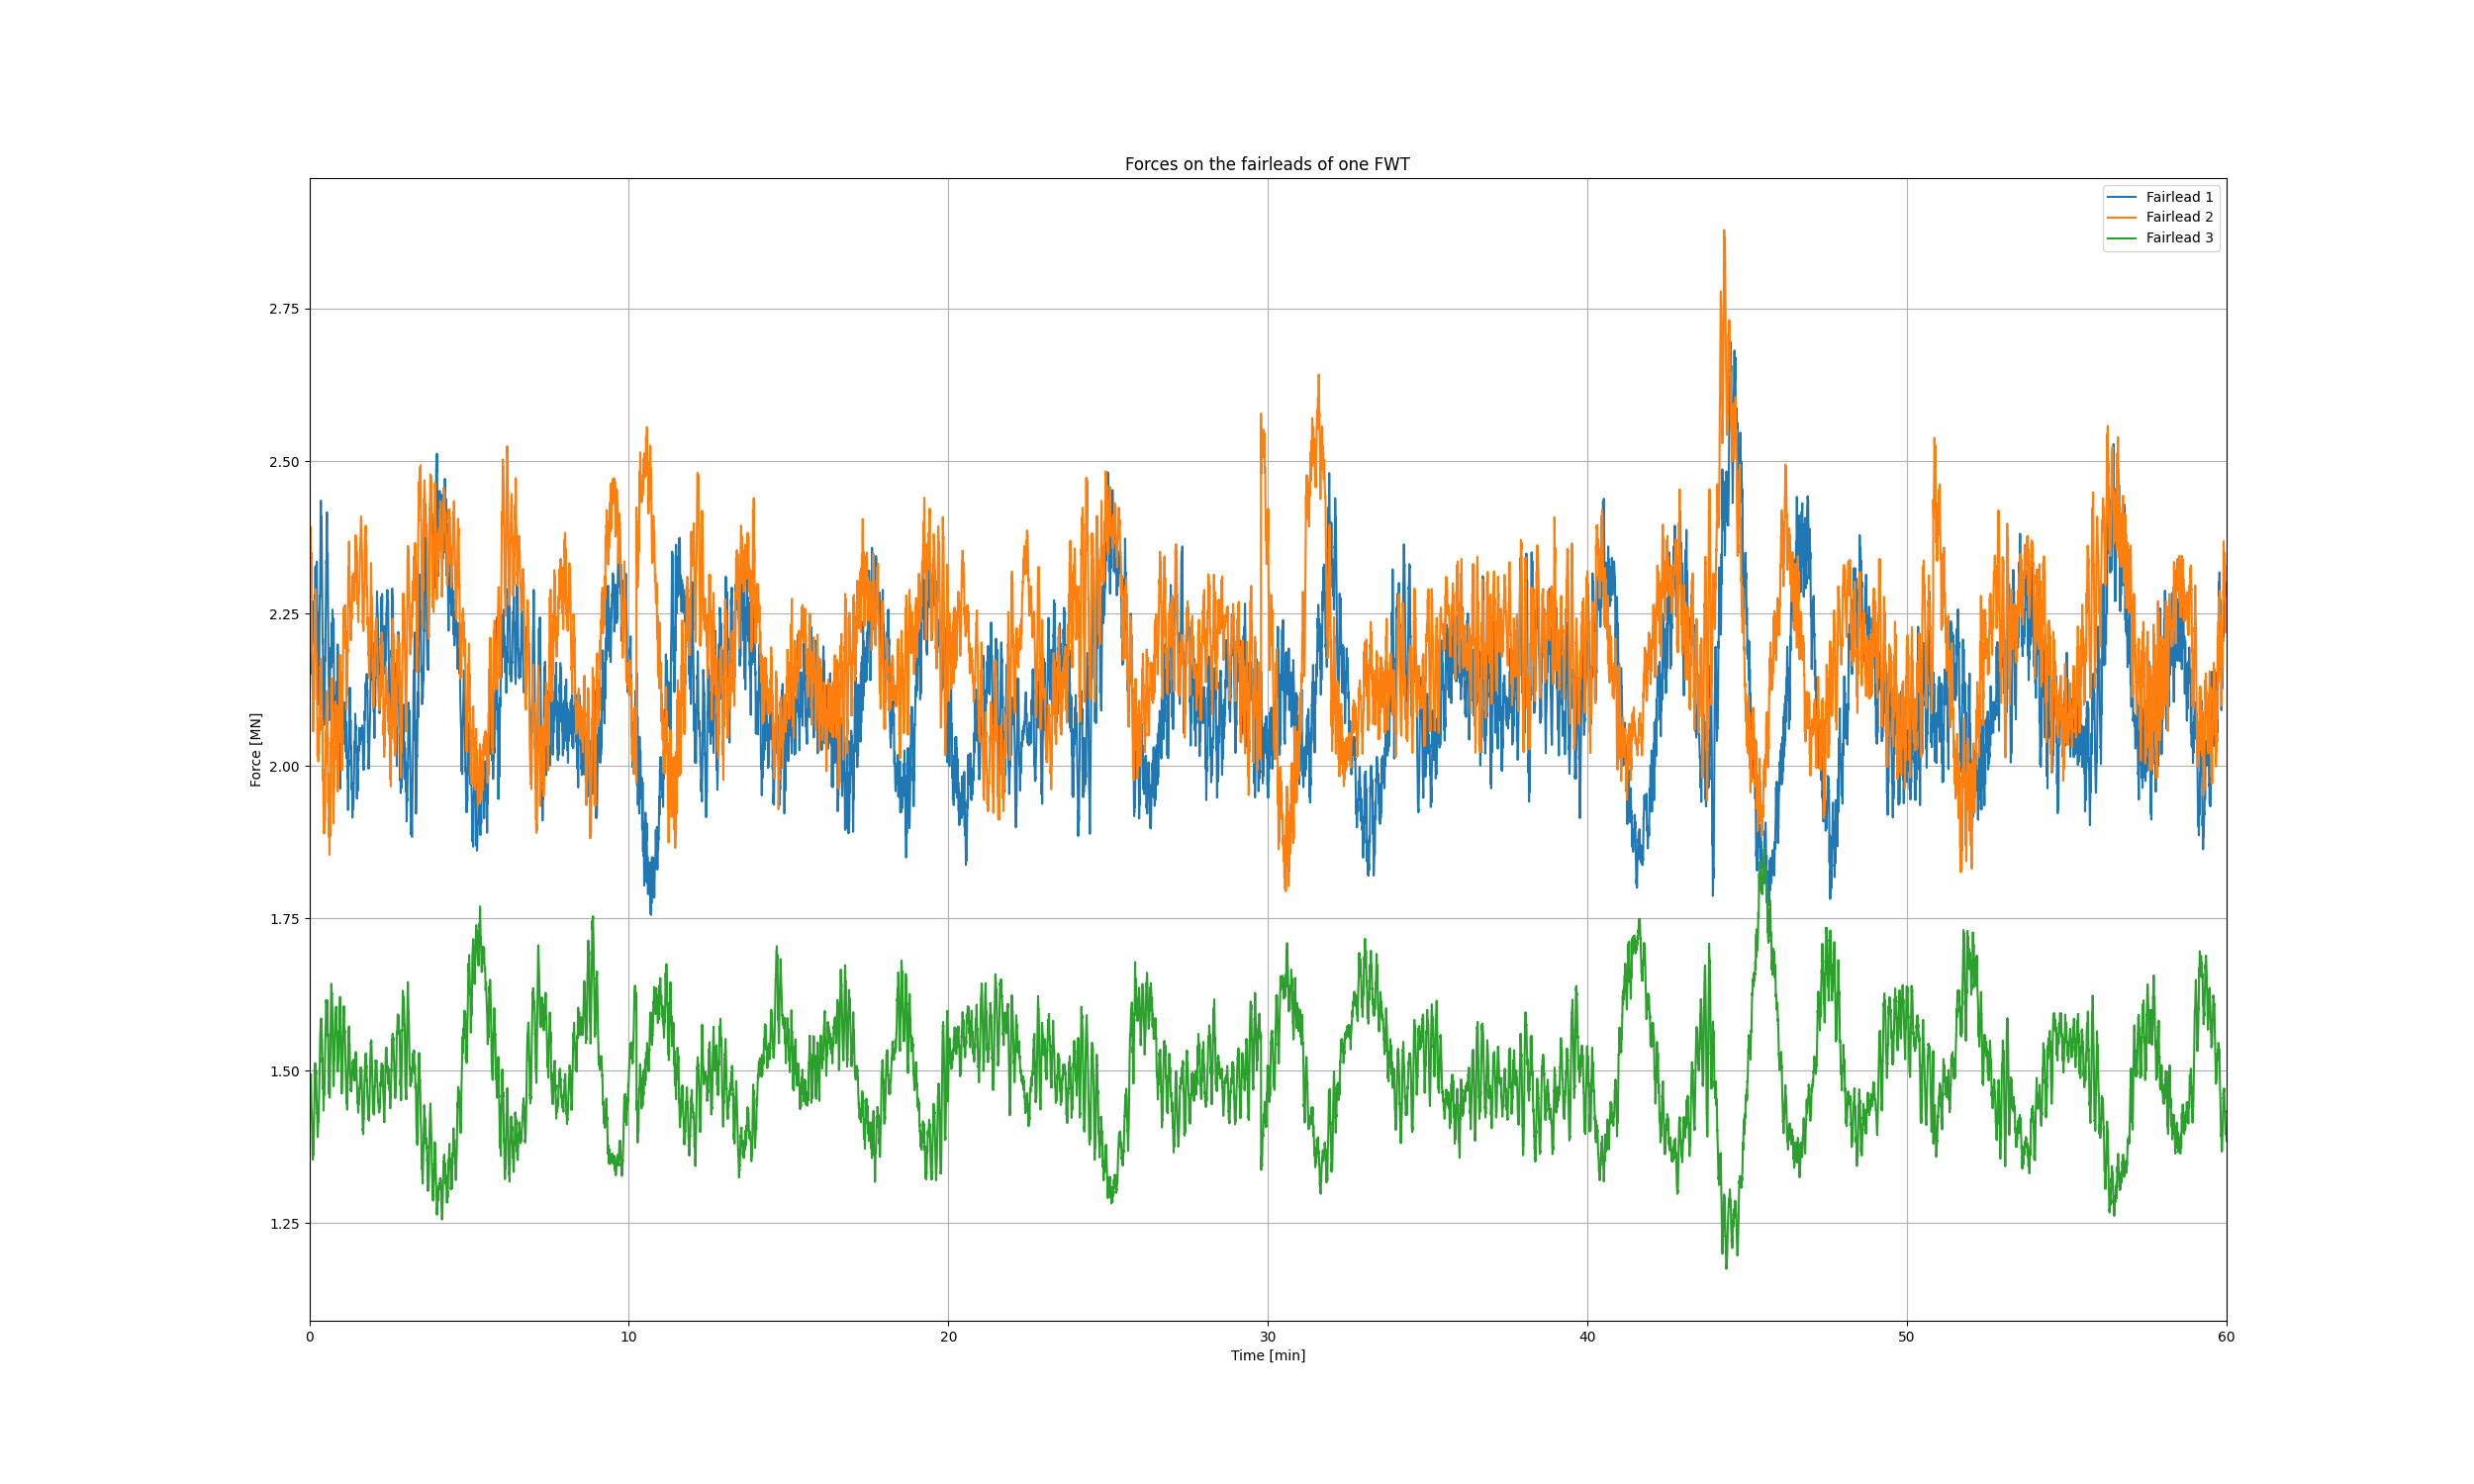 Forces on the fairleads of one FWT
Fairlead 1
Fairlead 2
Fairlead 3
Force [MN]
2.75
2.50
2.25
2.00
1.75
1.50
1.25
0 10 20 30 40 50 60
Time [min]